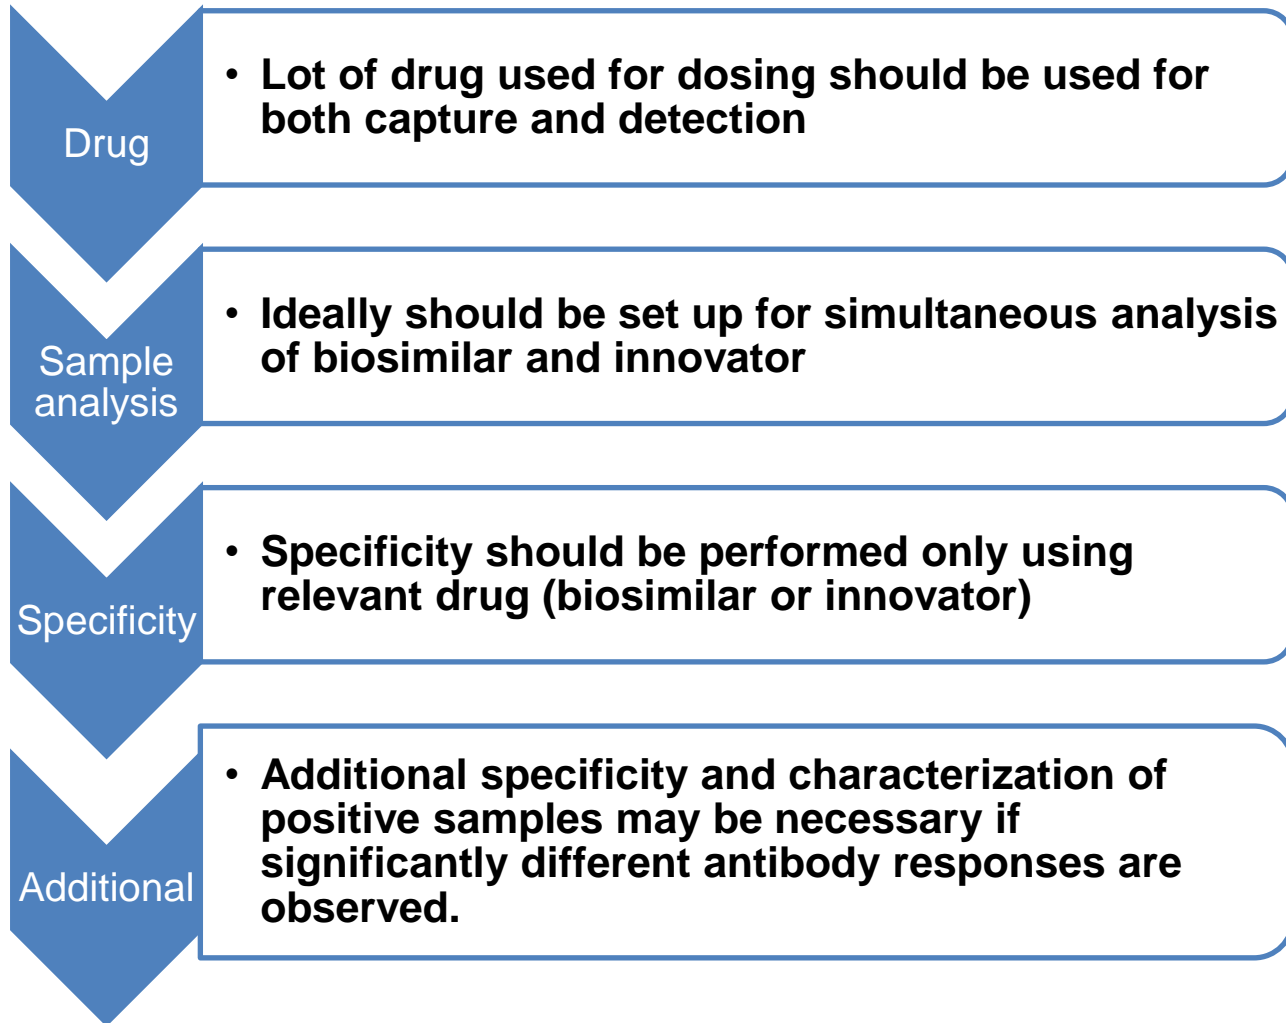 Drug
• Lot of drug used for dosing should be used for
both capture and detection
Sample
analysis
• Ideally should be set up for simultaneous analysis
of biosimilar and innovator
Specificity
• Specificity should be performed only using
relevant drug (biosimilar or innovator)
Additional
• Additional specificity and characterization of
positive samples may be necessary if
significantly different antibody responses are
observed.